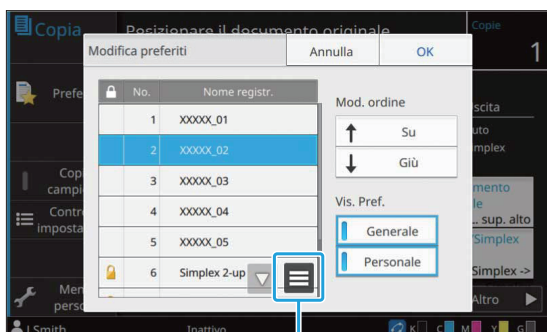 Copia
Posizionare il documento originale
Copie
1
Modifica preferiti
Annulla
OK
Prefe
No.
Nome registr.
1 XXXXX_01
2 XXXXX_02
3 XXXXX_03
4 XXXXX_04
5 XXXXX_05
6 Simplex 2-up
Mod. ordine
Su
Giù
Vis. Pref.
Generale
Personale
Cop
campi
Contr
imposta
Men
perso
scita
uto
mplex
mento
le
.. sup. alto
Simplex
Simplex ->
Altro
J.Smith
Inattivo
K
C
M
Y
G